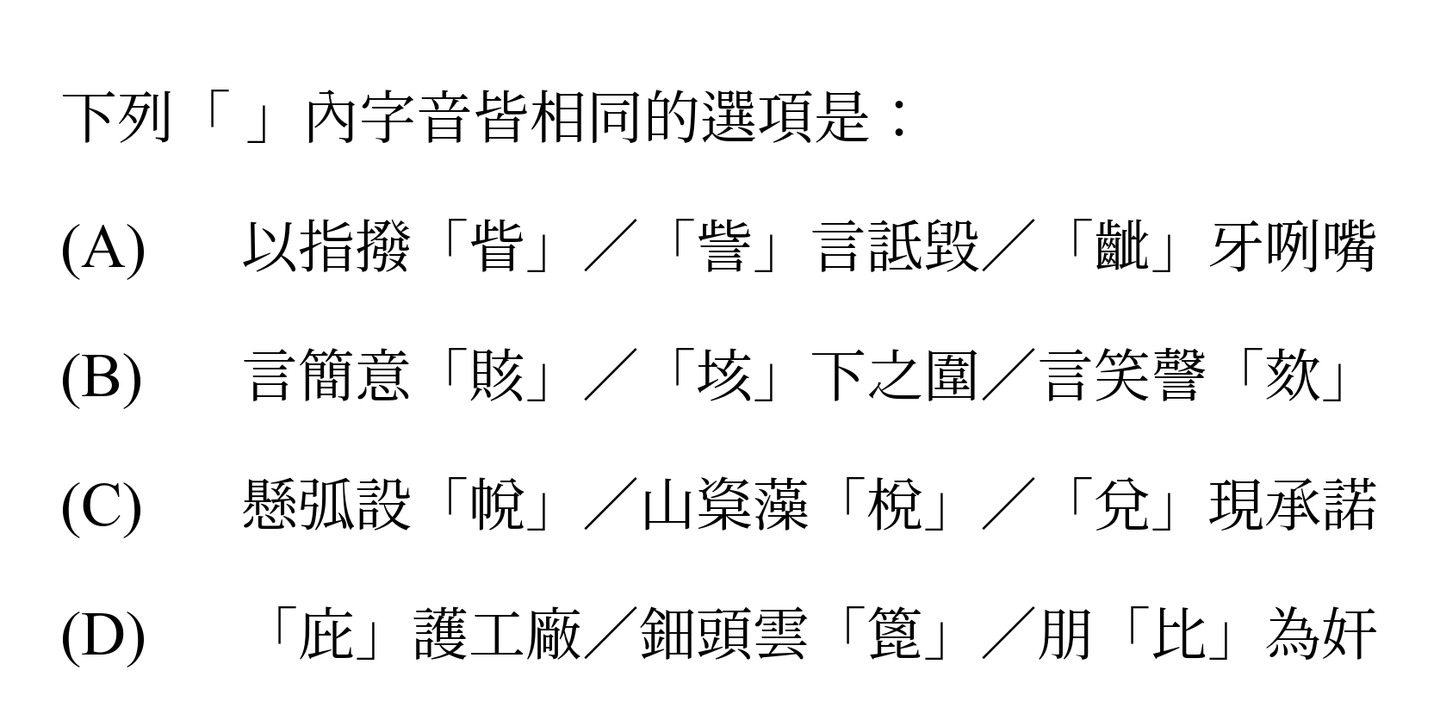 下列「 」內字音皆相同的選項是：
(A) 以指撥「眥」／「訾」言詆毀／「齜」牙咧嘴
(B) 言簡意「賅」／「垓」下之圍／言笑謦「欬」
(C) 懸弧設「帨」／山楶藻「梲」／「兌」現承諾
(D) 「庇」護工廠／鈿頭雲「篦」／朋「比」為奸